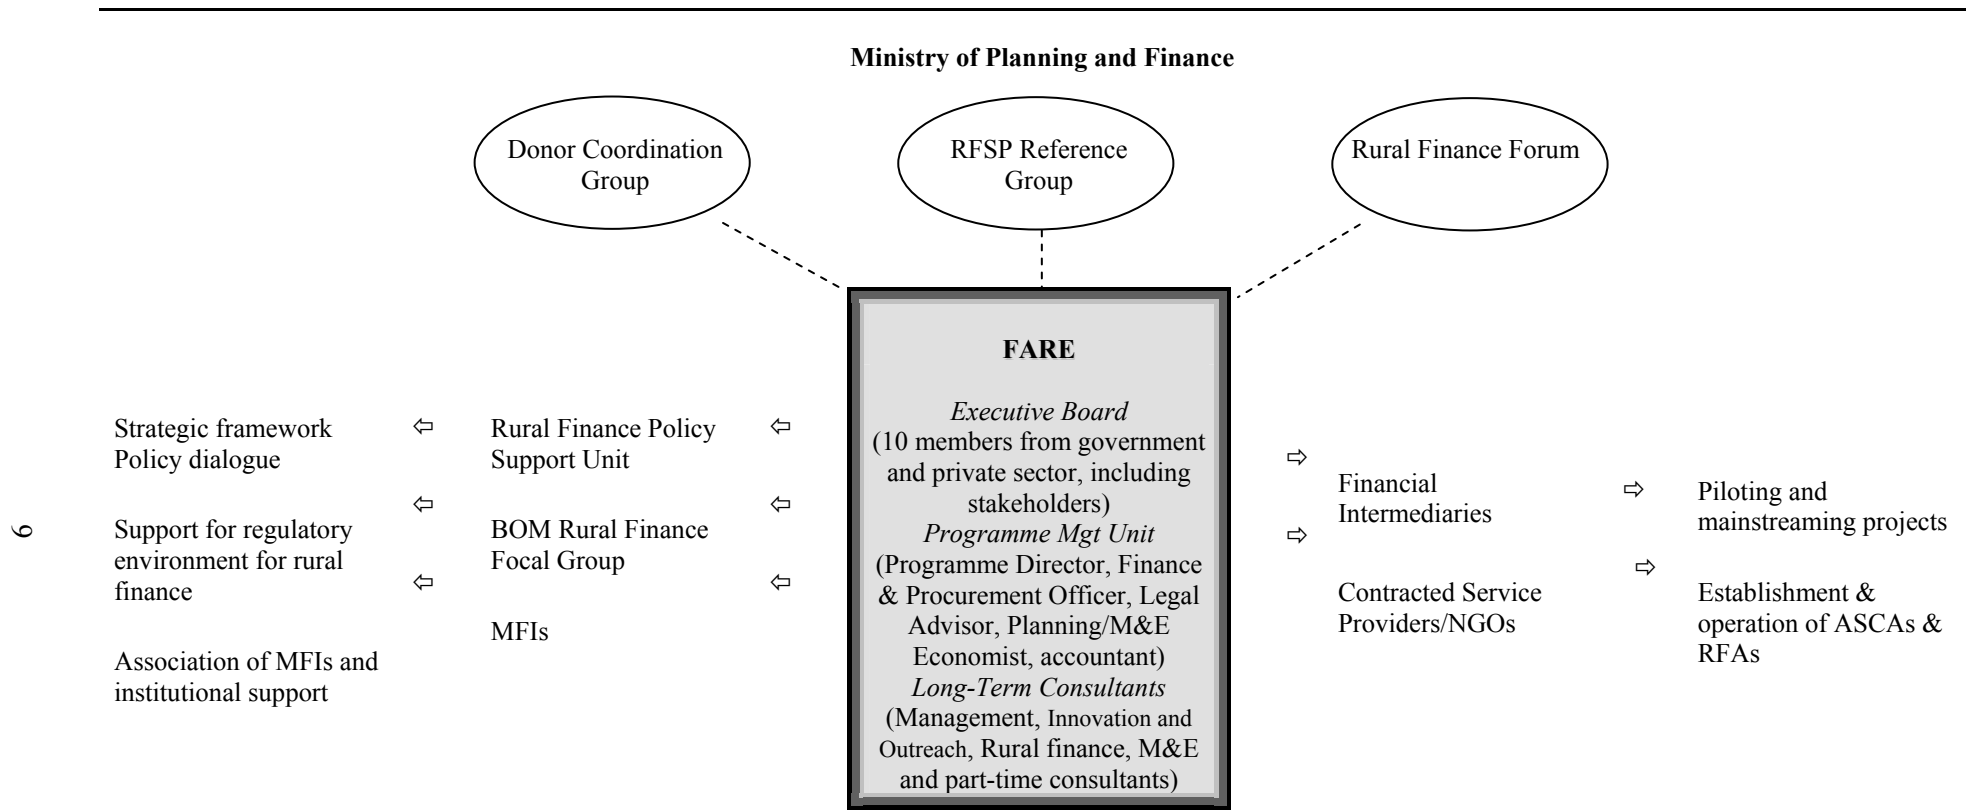 Ministry of Planning and Finance
Donor Coordination
Group
RFSP Reference
Group
Rural Finance Forum
FARE
Executive Board
(10 members from government
and private sector, including
stakeholders)
Programme Mgt Unit
(Programme Director, Finance
& Procurement Officer, Legal
Advisor, Planning/M&E
Economist, accountant)
Long-Term Consultants
(Management, Innovation and
Outreach, Rural finance, M&E
and part-time consultants)
Strategic framework
Policy dialogue
Support for regulatory
environment for rural
finance
Association of MFIs and
institutional support
Rural Finance Policy
Support Unit
BOM Rural Finance
Focal Group
MFIs
Financial
Intermediaries
Contracted Service
Providers/NGOs
Piloting and
mainstreaming projects
Establishment &
operation of ASCAs &
RFAs
9